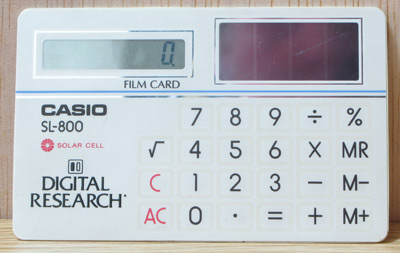 0.
FILM CARD
CASIO
SL-800
SOLAR CELL
DIGITAL
RESEARCH
7 8 9 ÷ %
√ 4 5 6 X MR
C 1 2 3 − M−
AC 0 · = + M+